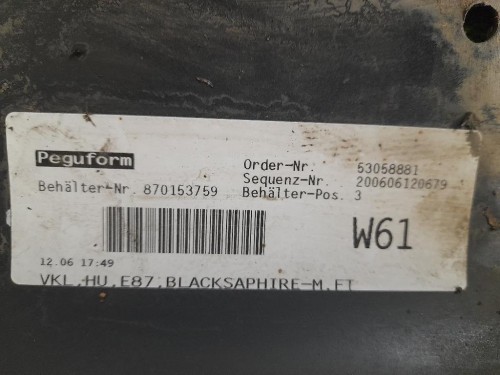 Peguform
Order-Nr. 53058881
Sequenz-Nr. 200606120679
Behälter-Nr. 870153759 Behälter-Pos. 3
W61
12.06 17:49
VKL,HU,E87,BLACKSAPHIRE-M,FT